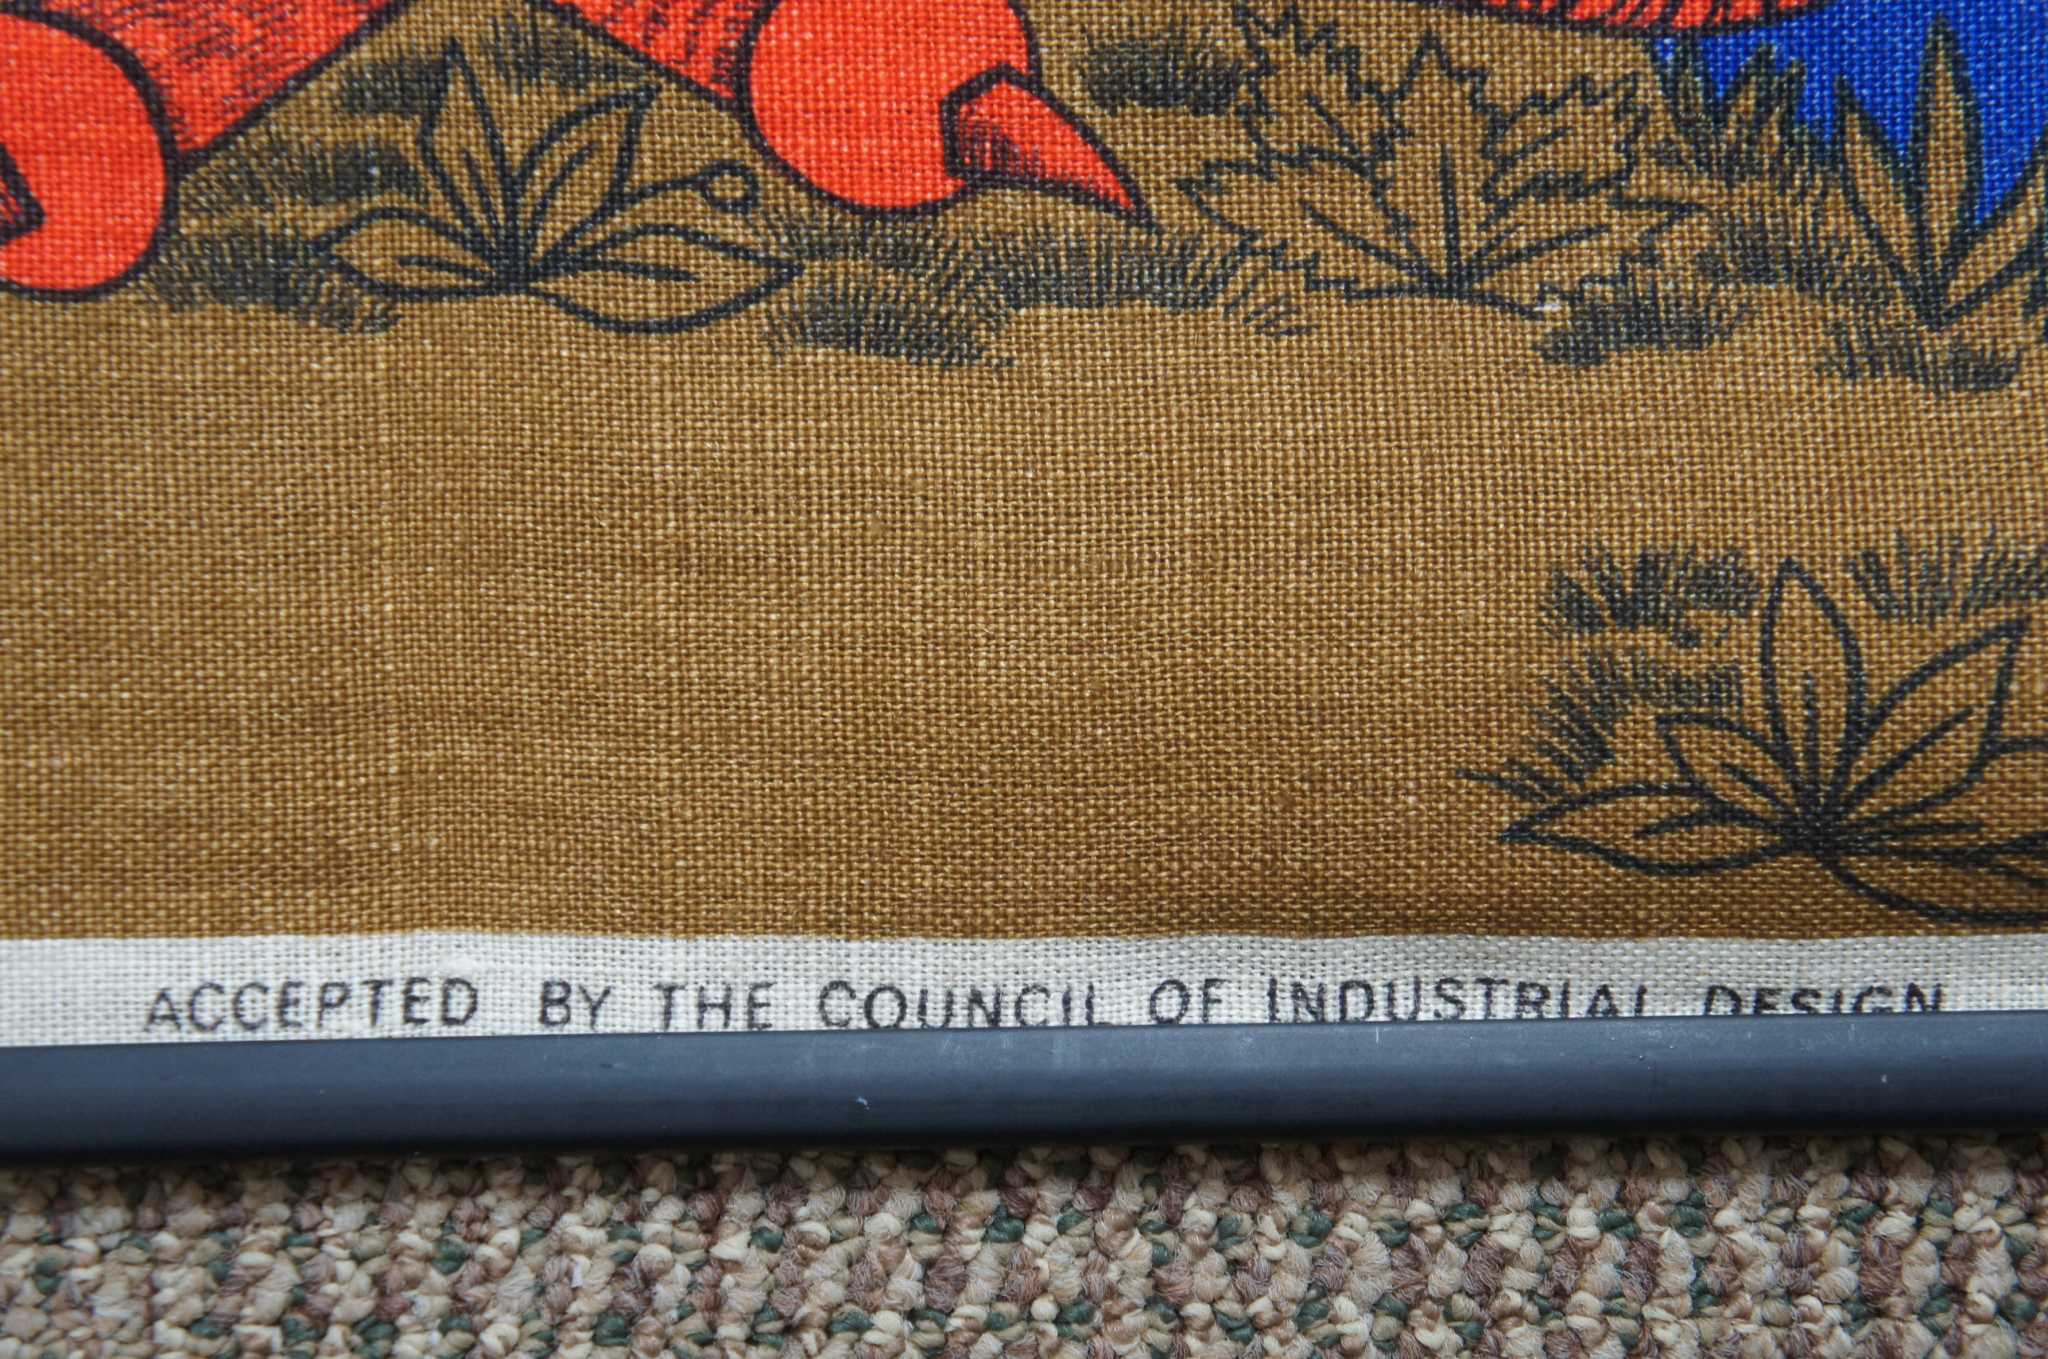 ACCEPTED BY THE COUNCIL OF INDUSTRIAL DESIGN